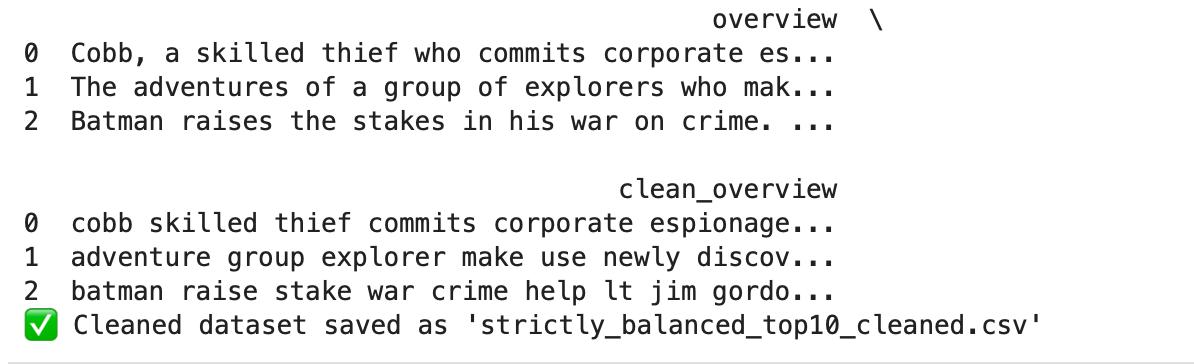 overview \
0 Cobb, a skilled thief who commits corporate es...
1 The adventures of a group of explorers who mak...
2 Batman raises the stakes in his war on crime. ...
clean_overview
0 cobb skilled thief commits corporate espionage...
1 adventure group explorer make use newly discov...
2 batman raise stake war crime help lt jim gordo...
✅ Cleaned dataset saved as 'strictly_balanced_top10_cleaned.csv'